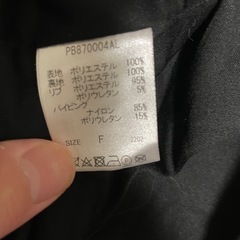 PB870004AL
表地 ポリエステル 100%
裏地 ポリエステル 100%
リブ ポリエステル 95%
ポリウレタン 5%
パイピング
ナイロン 85%
ポリウレタン 15%
SIZE F 2202